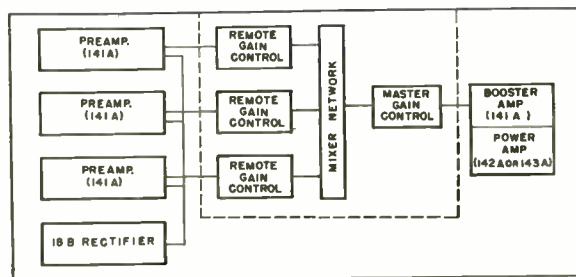 PREAMP.
(141A)
PREAMP.
(141A)
PREAMP.
(141A)
18B RECTIFIER
REMOTE
GAIN
CONTROL
REMOTE
GAIN
CONTROL
REMOTE
GAIN
CONTROL
MIXER NETWORK
MASTER
GAIN
CONTROL
BOOSTER
AMP
(141A)
POWER
AMP
(142A OR 143A)